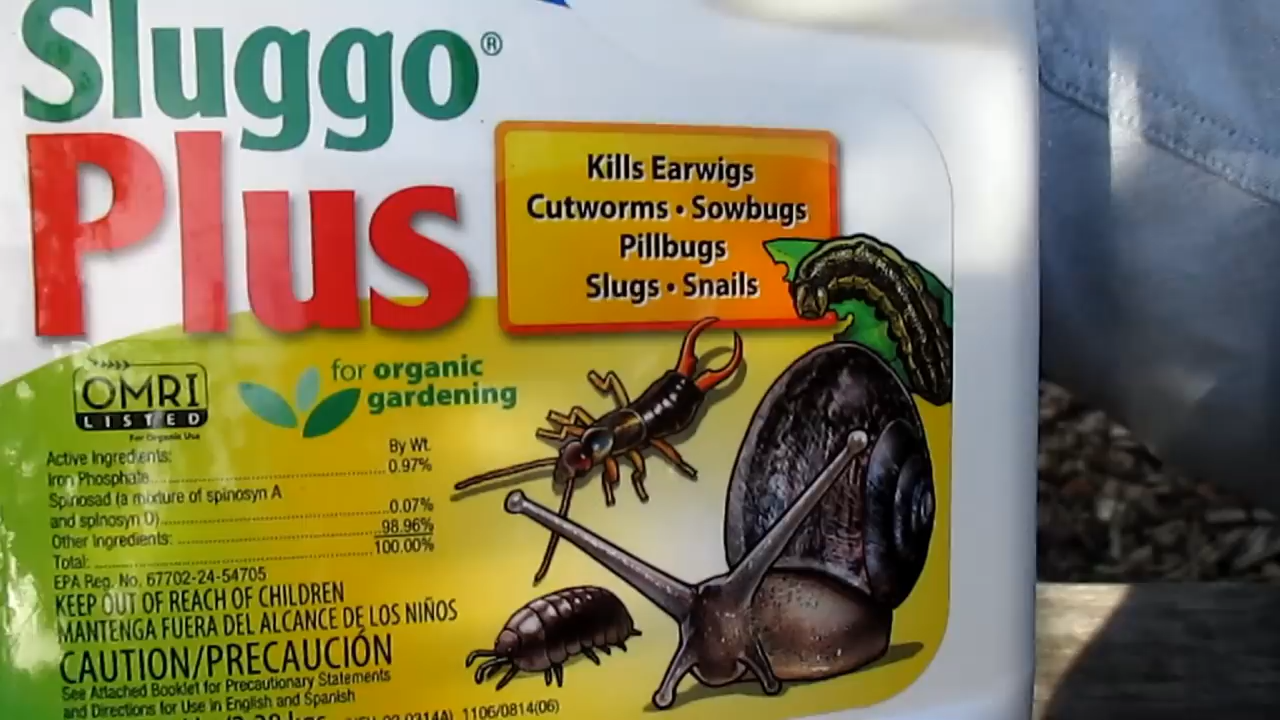 Sluggo®
Plus
Kills Earwigs
Cutworms • Sowbugs
Pillbugs
Slugs • Snails
OMRI
LISTED
For Organic Use
for organic
gardening
By Wt.
Active Ingredients:
Iron Phosphate 0.97%
Spinosad (a mixture of spinosyn A
and spinosyn D) 0.07%
Other Ingredients: 98.96%
Total: 100.00%
EPA Reg. No. 67702-24-54705
KEEP OUT OF REACH OF CHILDREN
MANTENGA FUERA DEL ALCANCE DE LOS NIÑOS
CAUTION/PRECAUCIÓN
See Attached Booklet for Precautionary Statements
and Directions for Use in English and Spanish
1106/0814(06)